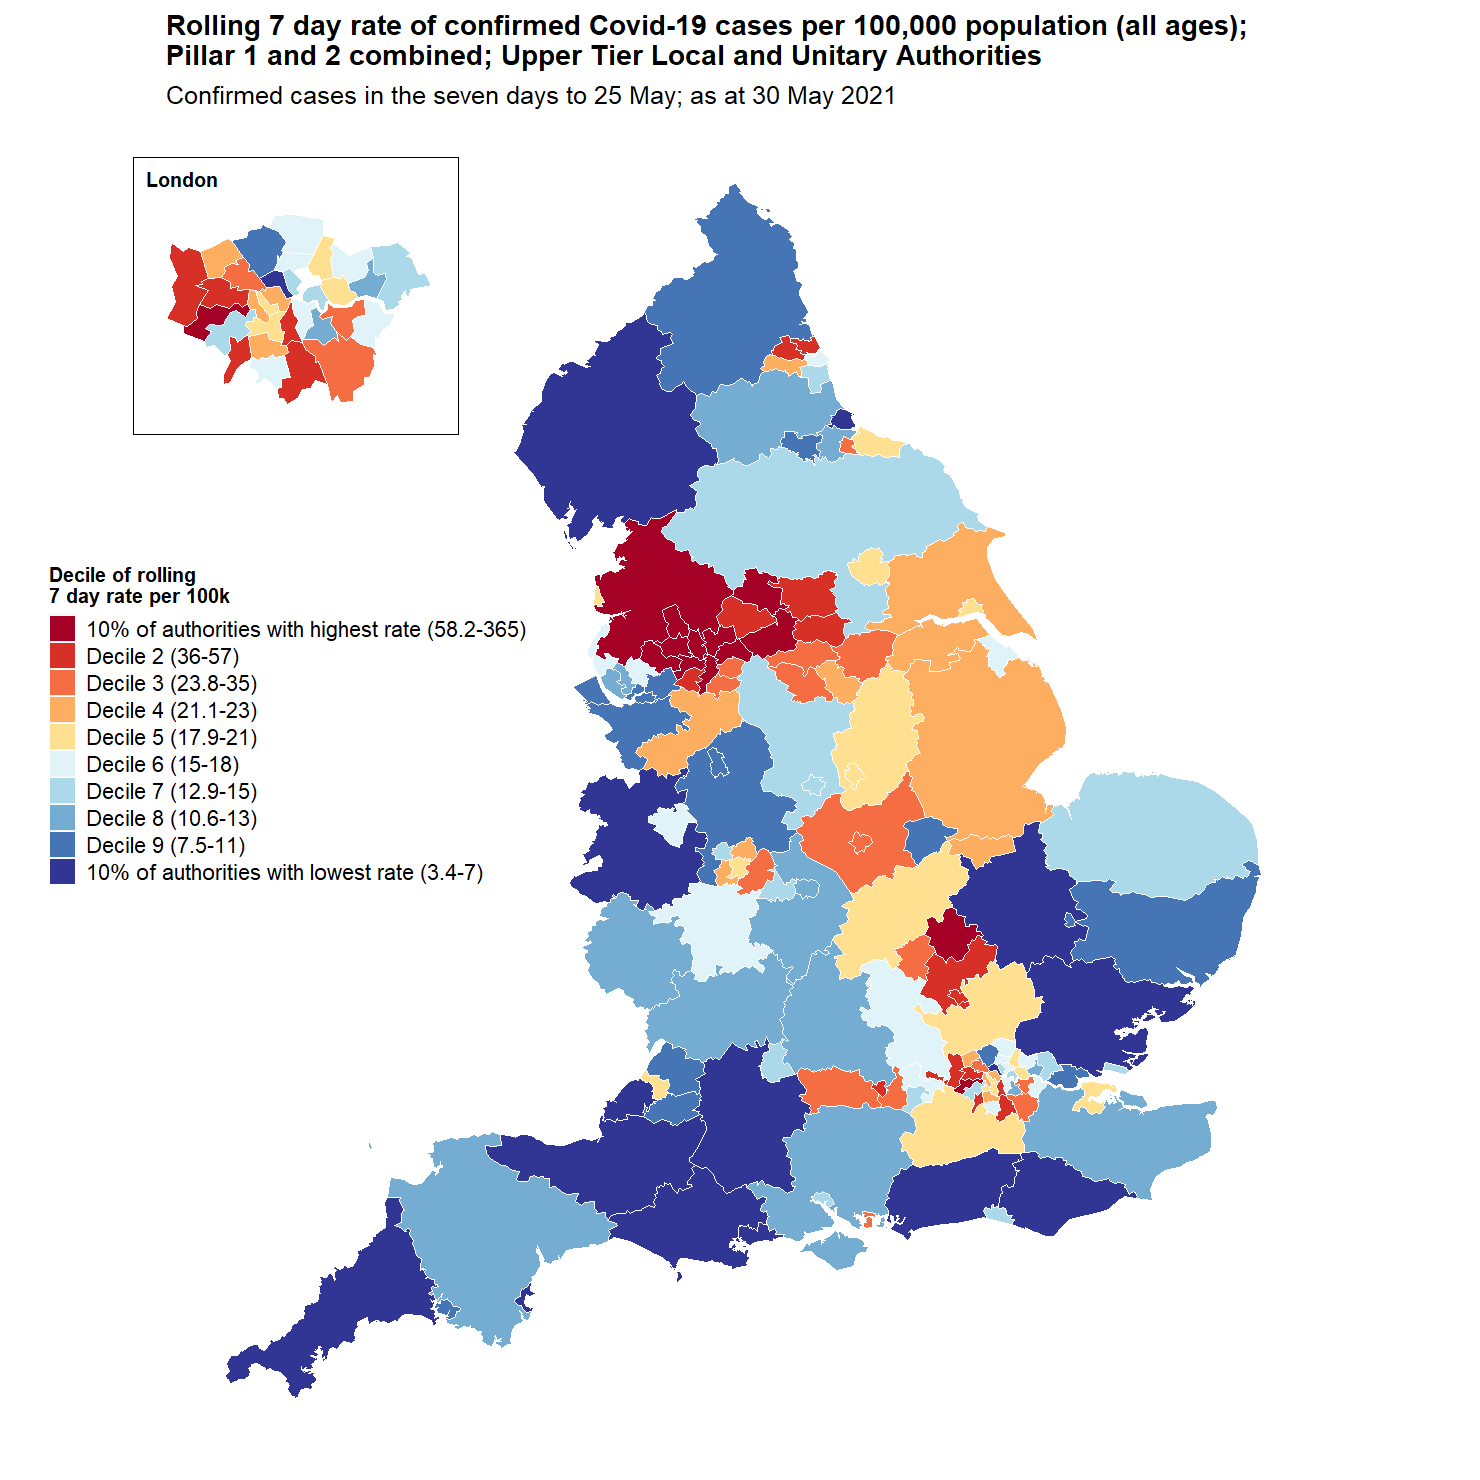 Rolling 7 day rate of confirmed Covid-19 cases per 100,000 population (all ages);
Pillar 1 and 2 combined; Upper Tier Local and Unitary Authorities
Confirmed cases in the seven days to 25 May; as at 30 May 2021
London
Decile of rolling
7 day rate per 100k
10% of authorities with highest rate (58.2-365)
Decile 2 (36-57)
Decile 3 (23.8-35)
Decile 4 (21.1-23)
Decile 5 (17.9-21)
Decile 6 (15-18)
Decile 7 (12.9-15)
Decile 8 (10.6-13)
Decile 9 (7.5-11)
10% of authorities with lowest rate (3.4-7)